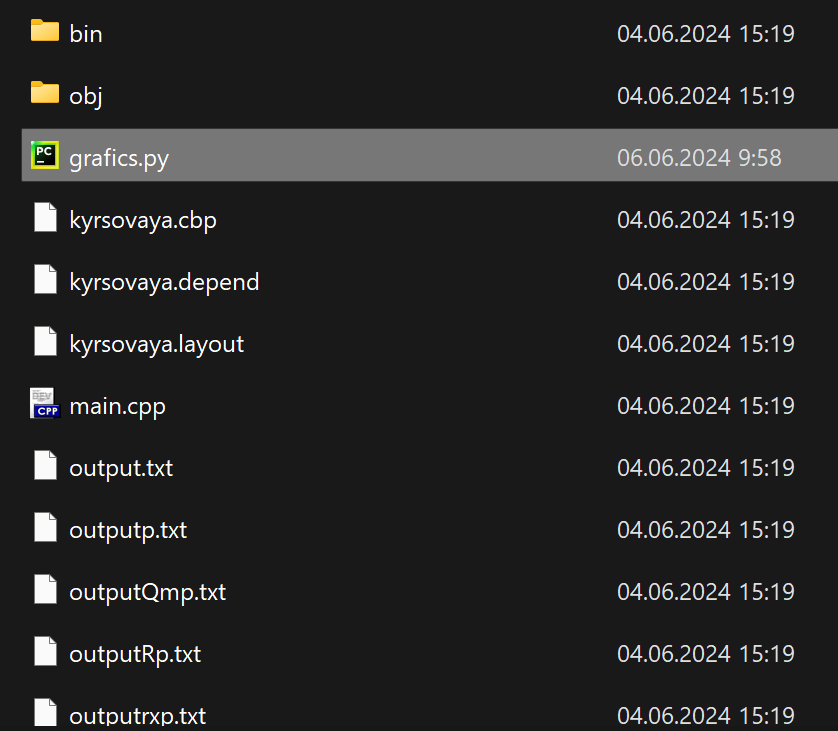 bin 04.06.2024 15:19
obj 04.06.2024 15:19
PC grafics.py 06.06.2024 9:58
kyrsovaya.cbp 04.06.2024 15:19
kyrsovaya.depend 04.06.2024 15:19
kyrsovaya.layout 04.06.2024 15:19
DEV CPP main.cpp 04.06.2024 15:19
output.txt 04.06.2024 15:19
outputp.txt 04.06.2024 15:19
outputQmp.txt 04.06.2024 15:19
outputRp.txt 04.06.2024 15:19
outputrxp.txt 04.06.2024 15:19